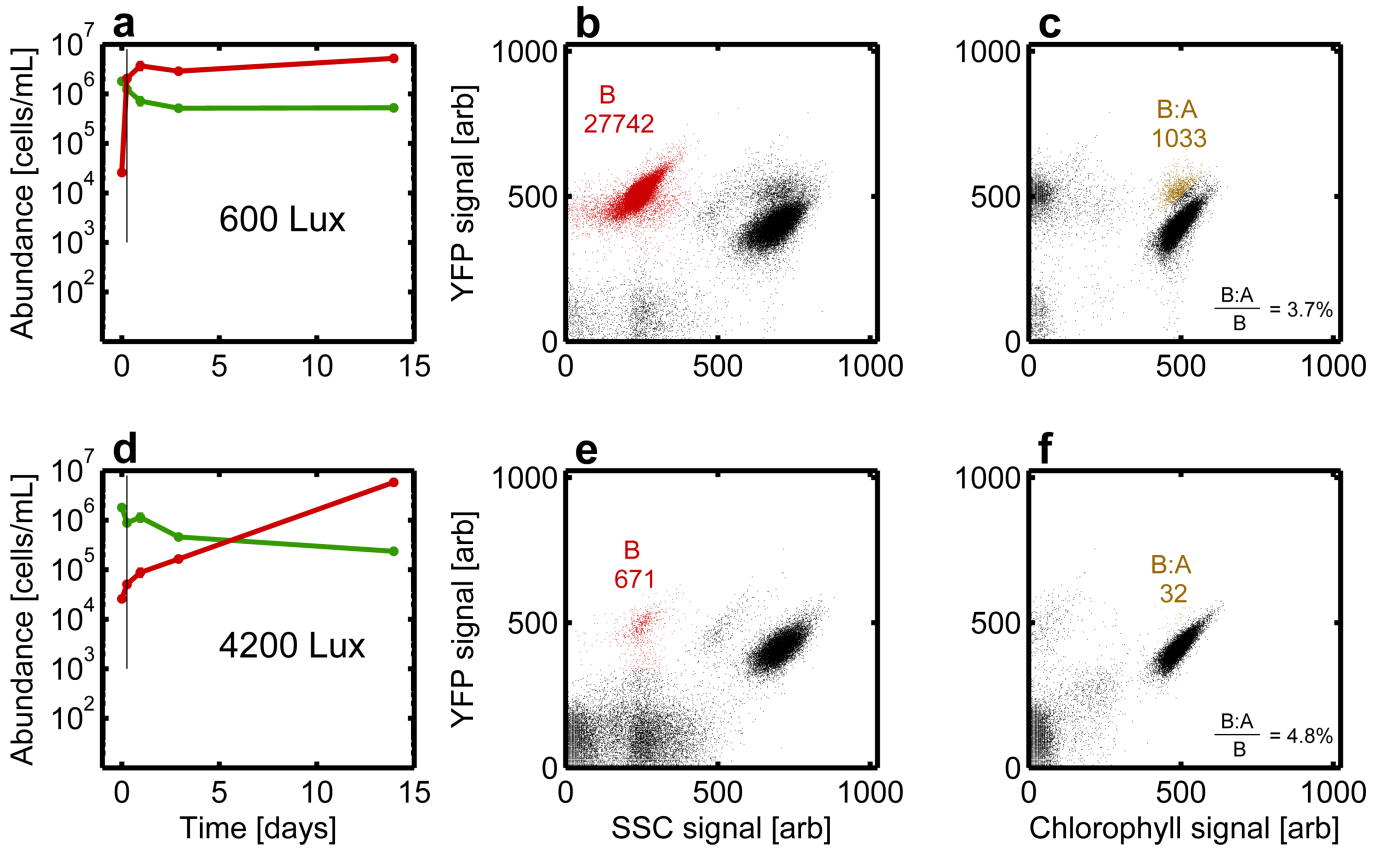 a
Abundance [cells/mL]
10^7
10^6
10^5
10^4
10^3
10^2
600 Lux
0 5 10 15
b
YFP signal [arb]
1000
500
0
B
27742
0 500 1000
c
1000
500
0
B:A
1033
B:A
B = 3.7%
0 500 1000
d
Abundance [cells/mL]
10^7
10^6
10^5
10^4
10^3
10^2
4200 Lux
0 5 10 15
Time [days]
e
YFP signal [arb]
1000
500
0
B
671
0 500 1000
SSC signal [arb]
f
1000
500
0
B:A
32
B:A
B = 4.8%
0 500 1000
Chlorophyll signal [arb]